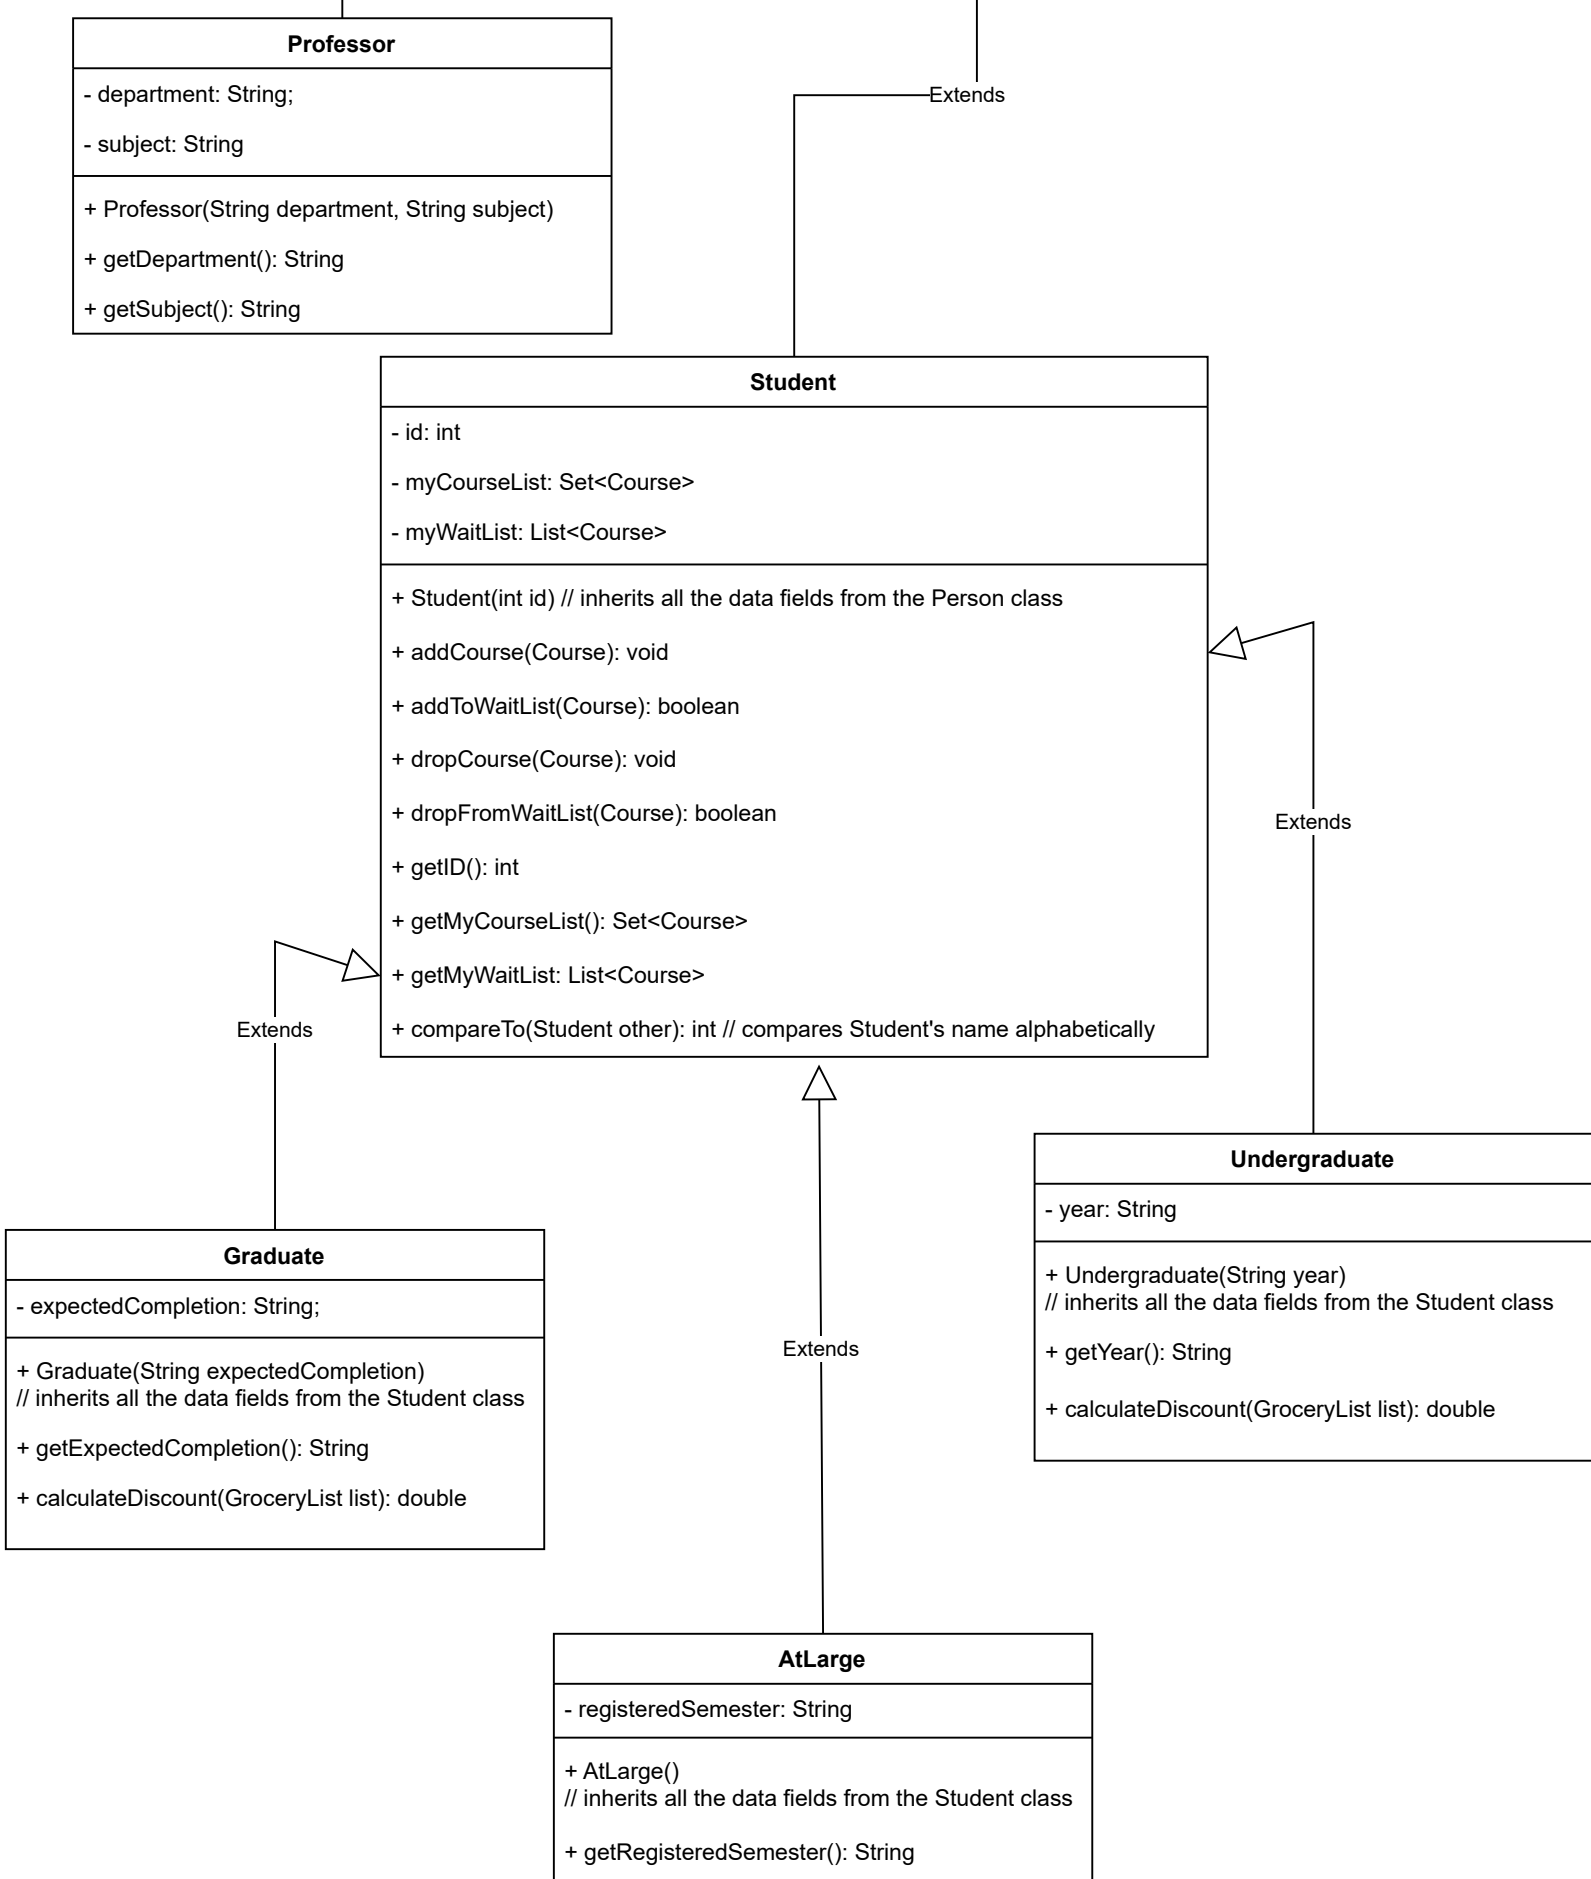 Professor
- department: String;
- subject: String
+ Professor(String department, String subject)
+ getDepartment(): String
+ getSubject(): String
Extends
Student
- id: int
- myCourseList: Set<Course>
- myWaitList: List<Course>
+ Student(int id) // inherits all the data fields from the Person class
+ addCourse(Course): void
+ addToWaitList(Course): boolean
+ dropCourse(Course): void
+ dropFromWaitList(Course): boolean
+ getID(): int
+ getMyCourseList(): Set<Course>
+ getMyWaitList: List<Course>
+ compareTo(Student other): int // compares Student's name alphabetically
Extends
Extends
Extends
Graduate
- expectedCompletion: String;
+ Graduate(String expectedCompletion)
// inherits all the data fields from the Student class
+ getExpectedCompletion(): String
+ calculateDiscount(GroceryList list): double
Undergraduate
- year: String
+ Undergraduate(String year)
// inherits all the data fields from the Student class
+ getYear(): String
+ calculateDiscount(GroceryList list): double
AtLarge
- registeredSemester: String
+ AtLarge()
// inherits all the data fields from the Student class
+ getRegisteredSemester(): String